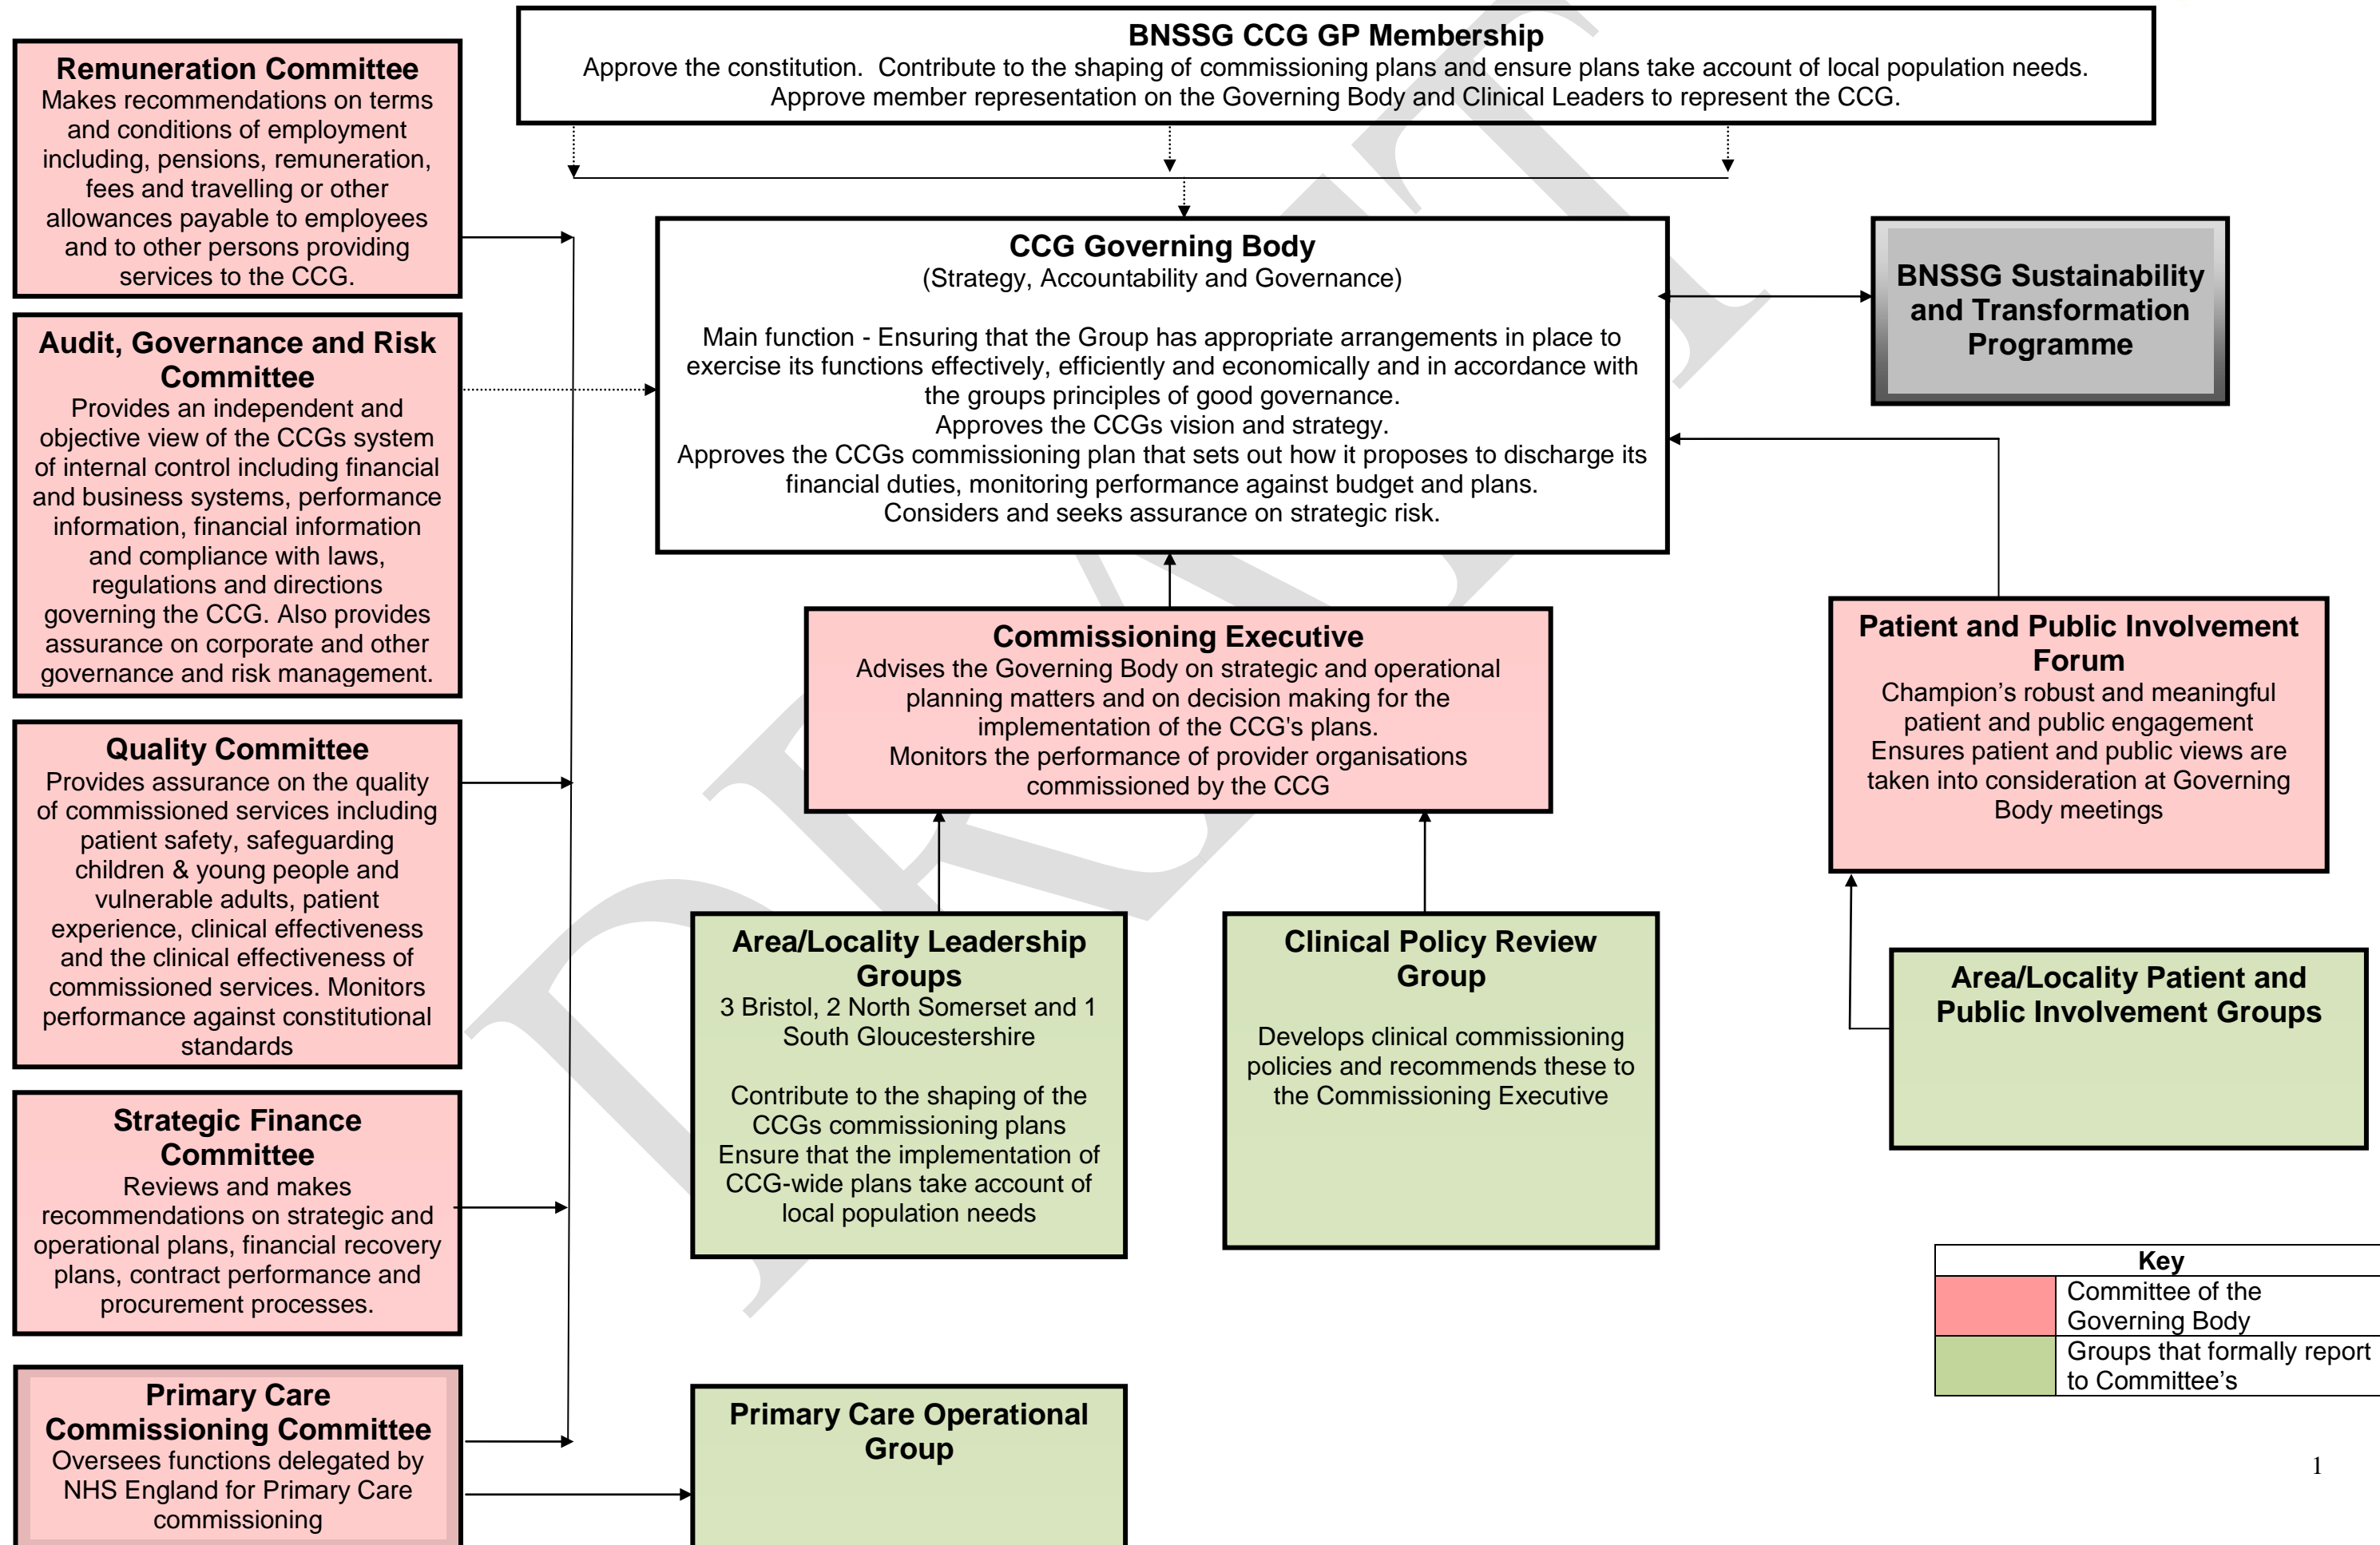 BNSSG CCG GP Membership
Approve the constitution.  Contribute to the shaping of commissioning plans and ensure plans take account of local population needs.
Approve member representation on the Governing Body and Clinical Leaders to represent the CCG.
Remuneration Committee
Makes recommendations on terms
and conditions of employment
including, pensions, remuneration,
fees and travelling or other
allowances payable to employees
and to other persons providing
services to the CCG.
CCG Governing Body
(Strategy, Accountability and Governance)
Main function - Ensuring that the Group has appropriate arrangements in place to
exercise its functions effectively, efficiently and economically and in accordance with
the groups principles of good governance.
Approves the CCGs vision and strategy.
Approves the CCGs commissioning plan that sets out how it proposes to discharge its
financial duties, monitoring performance against budget and plans.
Considers and seeks assurance on strategic risk.
BNSSG Sustainability
and Transformation
Programme
Audit, Governance and Risk
Committee
Provides an independent and
objective view of the CCGs system
of internal control including financial
and business systems, performance
information, financial information
and compliance with laws,
regulations and directions
governing the CCG. Also provides
assurance on corporate and other
governance and risk management.
Commissioning Executive
Advises the Governing Body on strategic and operational
planning matters and on decision making for the
implementation of the CCG's plans.
Monitors the performance of provider organisations
commissioned by the CCG
Patient and Public Involvement
Forum
Champion’s robust and meaningful
patient and public engagement
Ensures patient and public views are
taken into consideration at Governing
Body meetings
Quality Committee
Provides assurance on the quality
of commissioned services including
patient safety, safeguarding
children & young people and
vulnerable adults, patient
experience, clinical effectiveness
and the clinical effectiveness of
commissioned services. Monitors
performance against constitutional
standards
Area/Locality Leadership
Groups
3 Bristol, 2 North Somerset and 1
South Gloucestershire
Contribute to the shaping of the
CCGs commissioning plans
Ensure that the implementation of
CCG-wide plans take account of
local population needs
Clinical Policy Review
Group
Develops clinical commissioning
policies and recommends these to
the Commissioning Executive
Area/Locality Patient and
Public Involvement Groups
Strategic Finance
Committee
Reviews and makes
recommendations on strategic and
operational plans, financial recovery
plans, contract performance and
procurement processes.
Key
Committee of the
Governing Body
Groups that formally report
to Committee’s
Primary Care
Commissioning Committee
Oversees functions delegated by
NHS England for Primary Care
commissioning
Primary Care Operational
Group
DRAFT
1